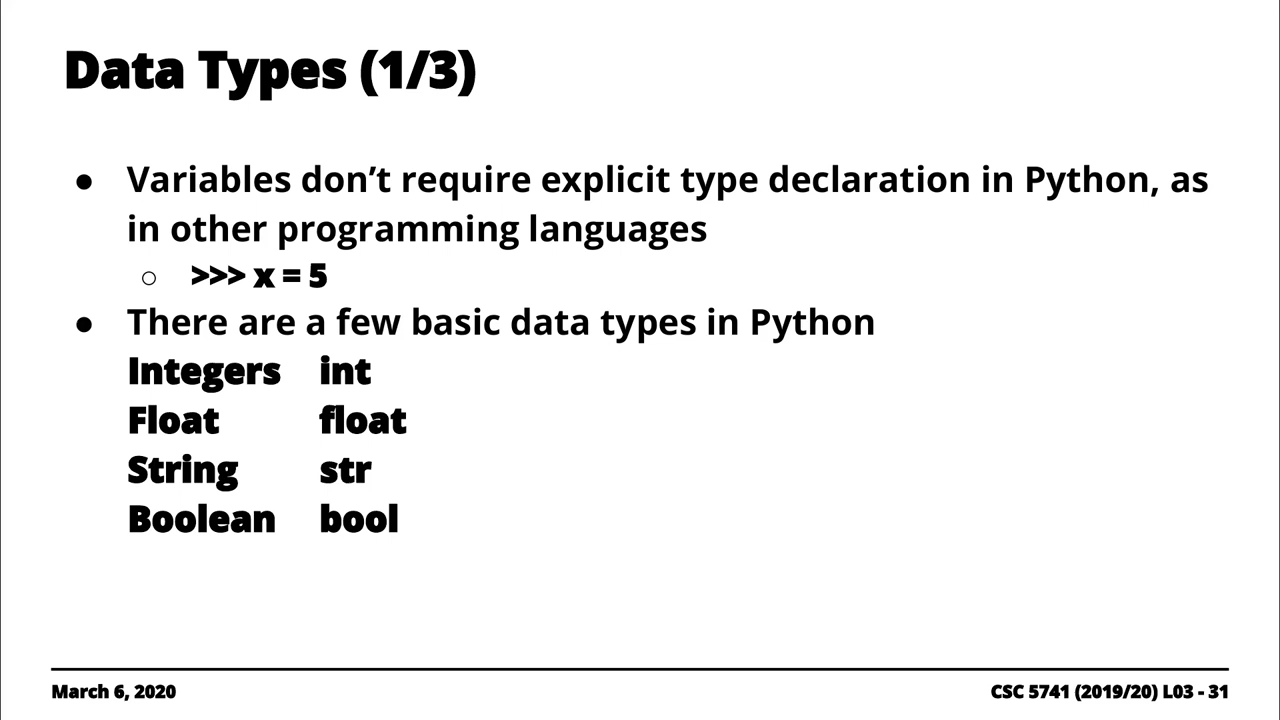 Data Types (1/3)
● Variables don’t require explicit type declaration in Python, as
in other programming languages
○ >>> x = 5
● There are a few basic data types in Python
Integers int
Float float
String str
Boolean bool
March 6, 2020 CSC 5741 (2019/20) L03 - 31